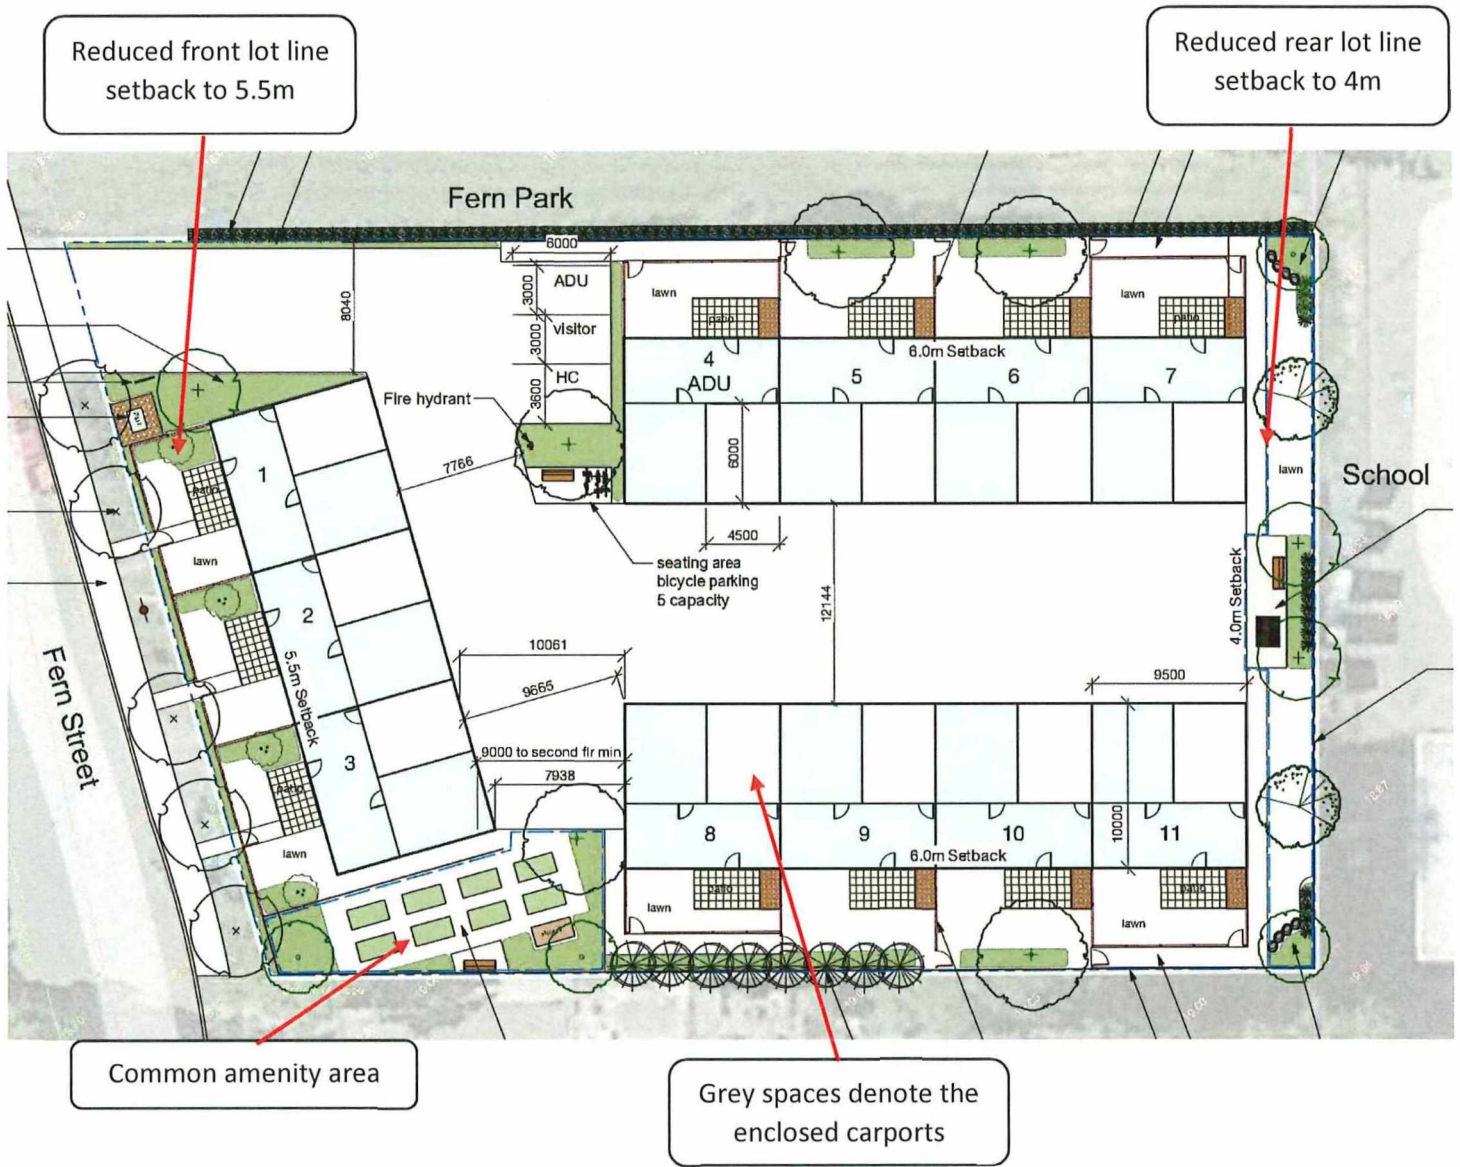 Reduced front lot line
setback to 5.5m
Reduced rear lot line
setback to 4m
Fern Park
6000
ADU
3000
visitor
3000
HC
3600
8040
Fire hydrant
7766
lawn
patio
4
ADU
6.0m Setback
5
6
7
lawn
patio
6000
4500
seating area
bicycle parking
5 capacity
12144
lawn
School
4.0m Setback
1
patio
lawn
2
5.5m Setback
3
patio
lawn
Fern Street
10061
9665
9000 to second flr min
7938
9500
10000
8
9
10
11
6.0m Setback
patio
lawn
patio
lawn
Common amenity area
Grey spaces denote the
enclosed carports